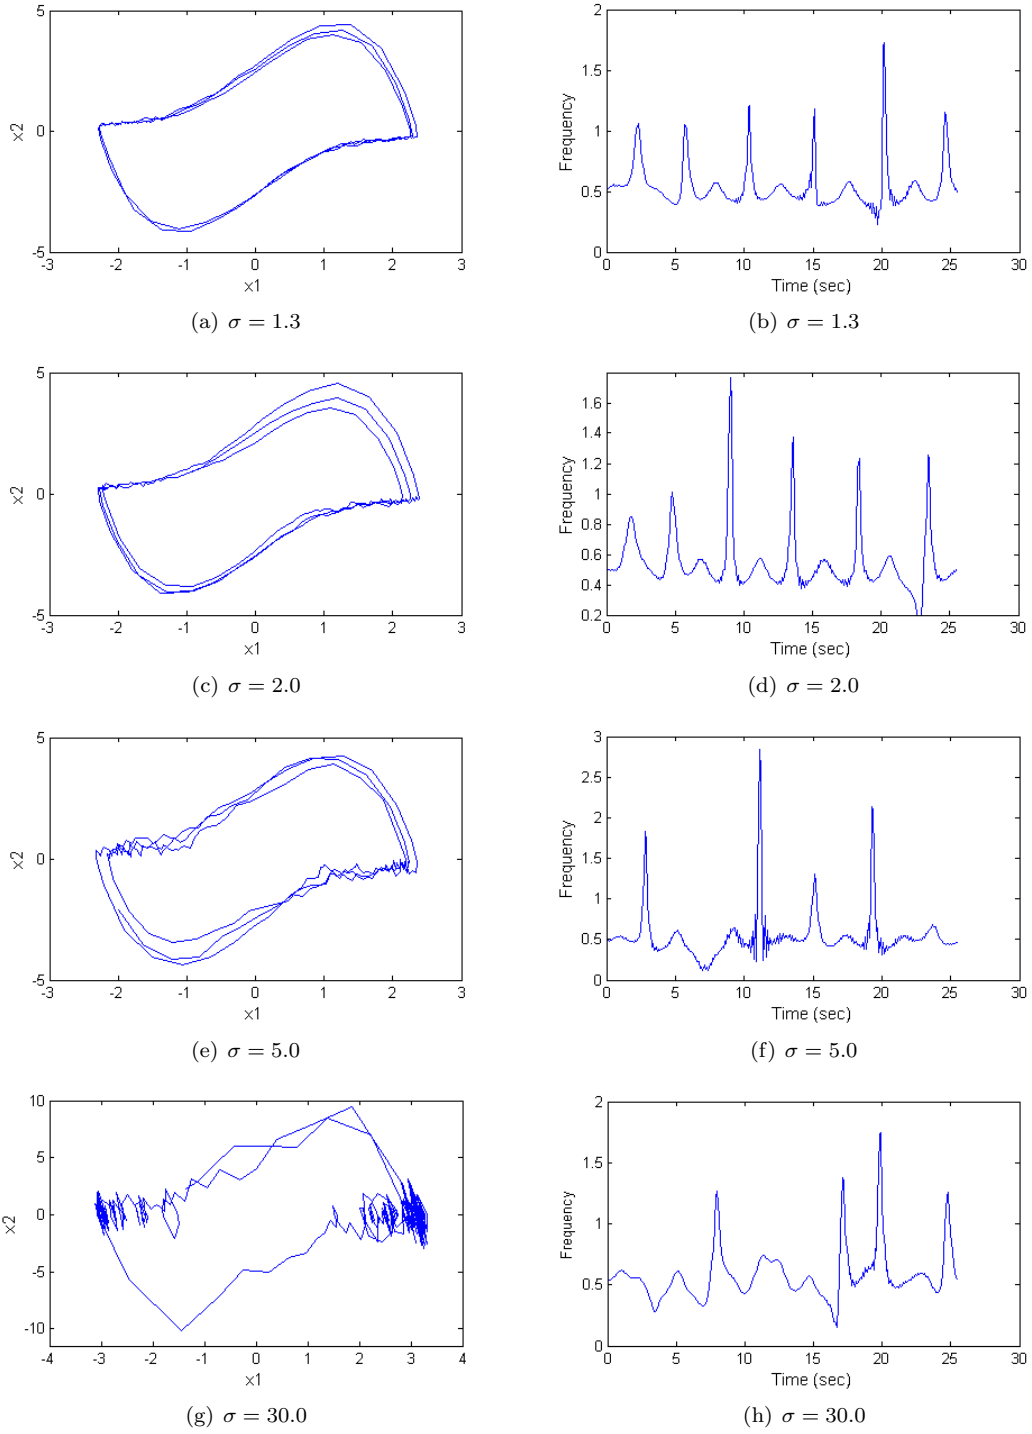 5
0
-5
x2
-3 -2 -1 0 1 2 3
x1
(a) σ = 1.3
2
1.5
1
0.5
0
Frequency
0 5 10 15 20 25 30
Time (sec)
(b) σ = 1.3
5
0
-5
x2
-3 -2 -1 0 1 2 3
x1
(c) σ = 2.0
1.6
1.4
1.2
1
0.8
0.6
0.4
0.2
Frequency
0 5 10 15 20 25 30
Time (sec)
(d) σ = 2.0
5
0
-5
x2
-3 -2 -1 0 1 2 3
x1
(e) σ = 5.0
3
2.5
2
1.5
1
0.5
0
Frequency
0 5 10 15 20 25 30
Time (sec)
(f) σ = 5.0
10
5
0
-5
-10
x2
-4 -3 -2 -1 0 1 2 3 4
x1
(g) σ = 30.0
2
1.5
1
0.5
0
Frequency
0 5 10 15 20 25 30
Time (sec)
(h) σ = 30.0